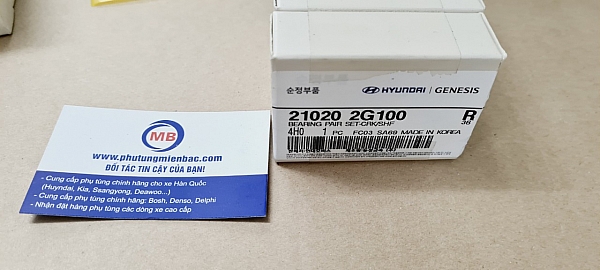 MB
www.phutungmienbac.com
ĐỐI TÁC TIN CẬY CỦA BẠN!
- Cung cấp phụ tùng chính hãng cho xe Hàn Quốc
(Huyndai, Kia, Ssangyong, Deawoo...)
- Cung cấp phụ tùng chính hãng: Bosh, Denso, Delphi
- Nhận đặt hàng phụ tùng các dòng xe cao cấp
순정부품 HYUNDAI | GENESIS
21020 2G100 R
BEARING PAIR SET-CRK/SHF 36
4H0 1 PC FC03 SA69 MADE IN KOREA